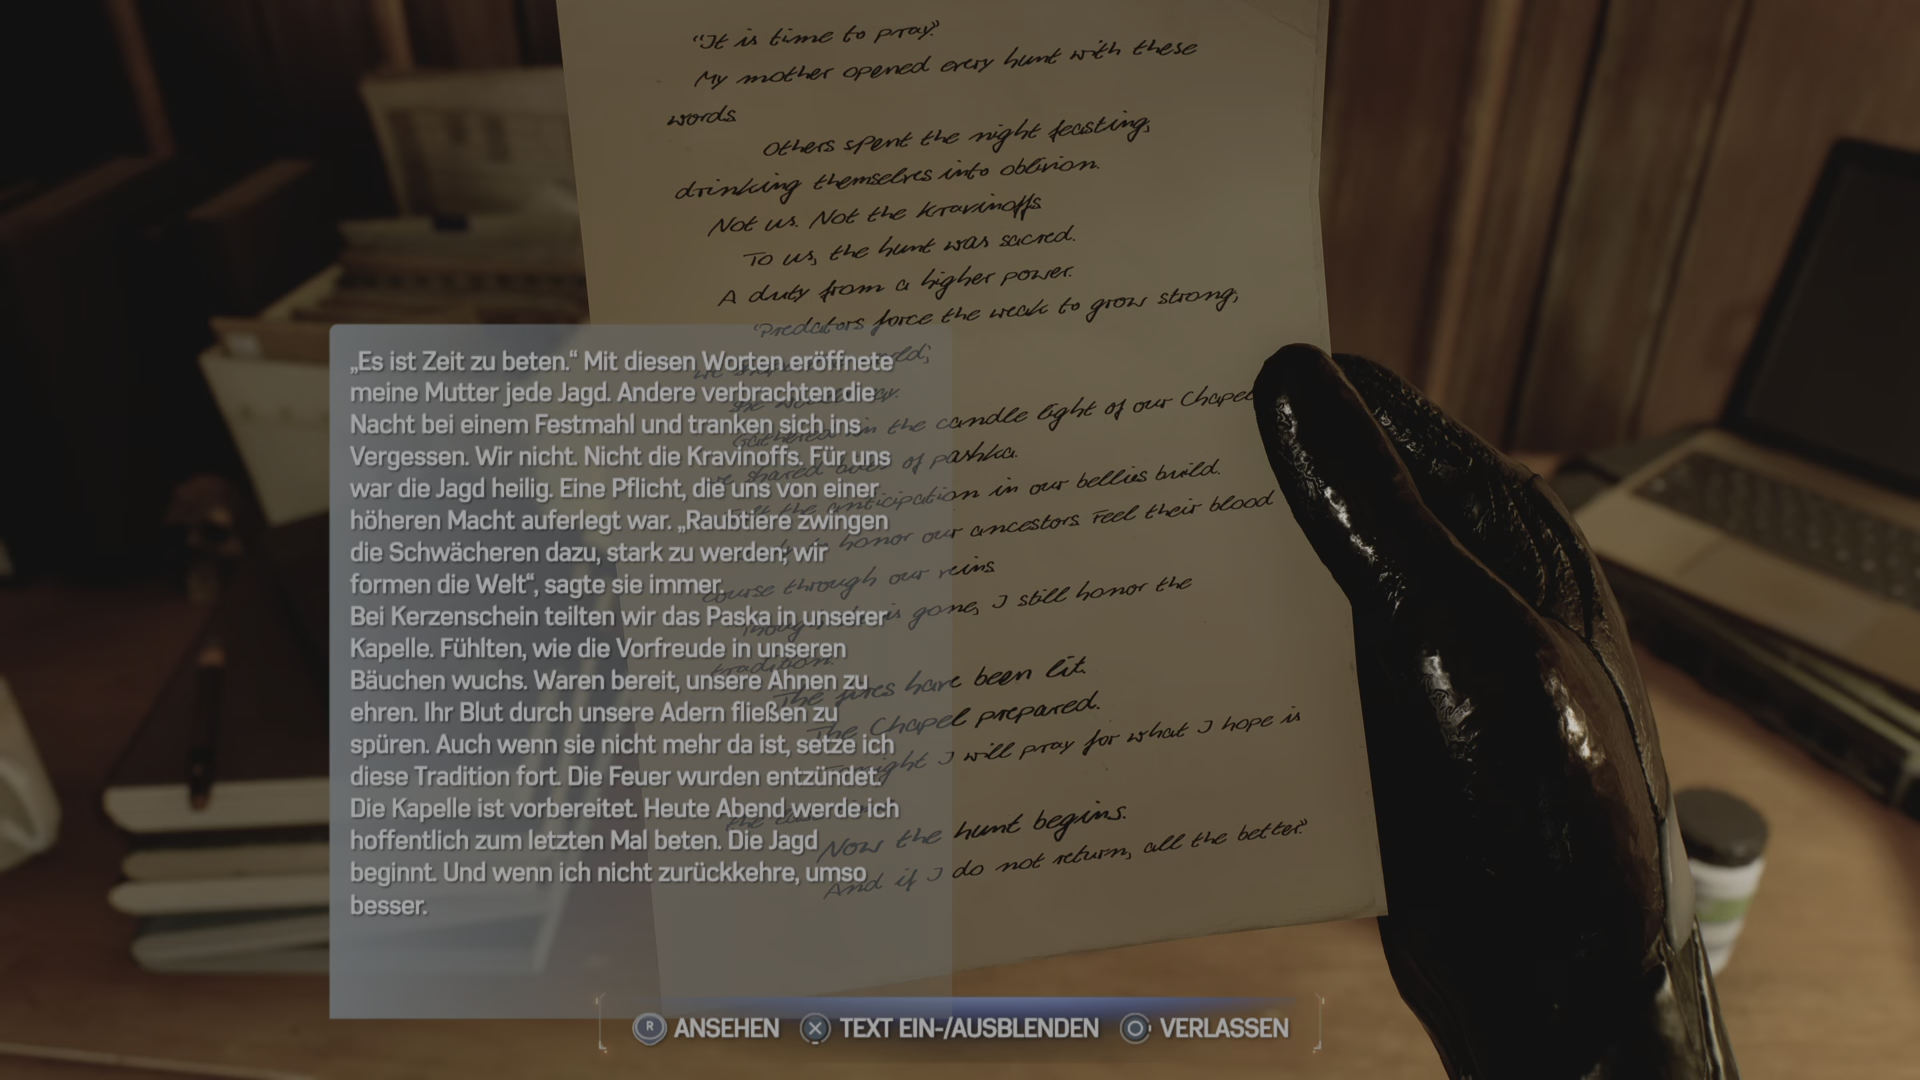 “It is time to pray.”
My mother opened every hunt with these
words.
Others spent the night feasting,
drinking themselves into oblivion.
Not us. Not the Kravinoffs.
To us, the hunt was sacred.
A duty from a higher power.
“Predators force the weak to grow strong,
Gathered in the candle light of our Chapel
we shared bites of pashka.
the anticipation in our bellies build.
honor our ancestors. Feel their blood
course through our veins.
is gone, I still honor the
tradition.
The fires have been lit.
The Chapel prepared.
Tonight I will pray for what I hope is
Now the hunt begins.
And if I do not return, all the better.”
„Es ist Zeit zu beten.“ Mit diesen Worten eröffnete
meine Mutter jede Jagd. Andere verbrachten die
Nacht bei einem Festmahl und tranken sich ins
Vergessen. Wir nicht. Nicht die Kravinoffs. Für uns
war die Jagd heilig. Eine Pflicht, die uns von einer
höheren Macht auferlegt war. „Raubtiere zwingen
die Schwächeren dazu, stark zu werden; wir
formen die Welt“, sagte sie immer.
Bei Kerzenschein teilten wir das Paska in unserer
Kapelle. Fühlten, wie die Vorfreude in unseren
Bäuchen wuchs. Waren bereit, unsere Ahnen zu
ehren. Ihr Blut durch unsere Adern fließen zu
spüren. Auch wenn sie nicht mehr da ist, setze ich
diese Tradition fort. Die Feuer wurden entzündet.
Die Kapelle ist vorbereitet. Heute Abend werde ich
hoffentlich zum letzten Mal beten. Die Jagd
beginnt. Und wenn ich nicht zurückkehre, umso
besser.
R ANSEHEN TEXT EIN-/AUSBLENDEN VERLASSEN